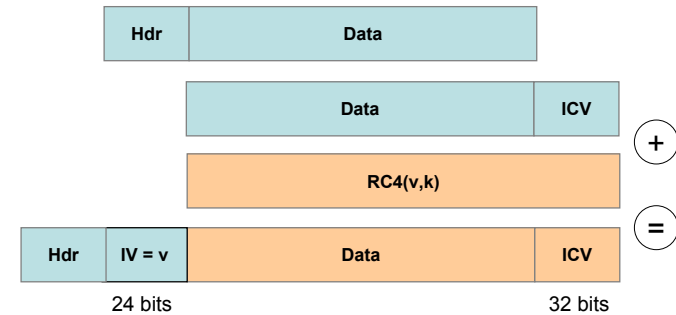 Hdr Data
Data ICV
+
RC4(v,k)
=
Hdr IV = v Data ICV
24 bits 32 bits